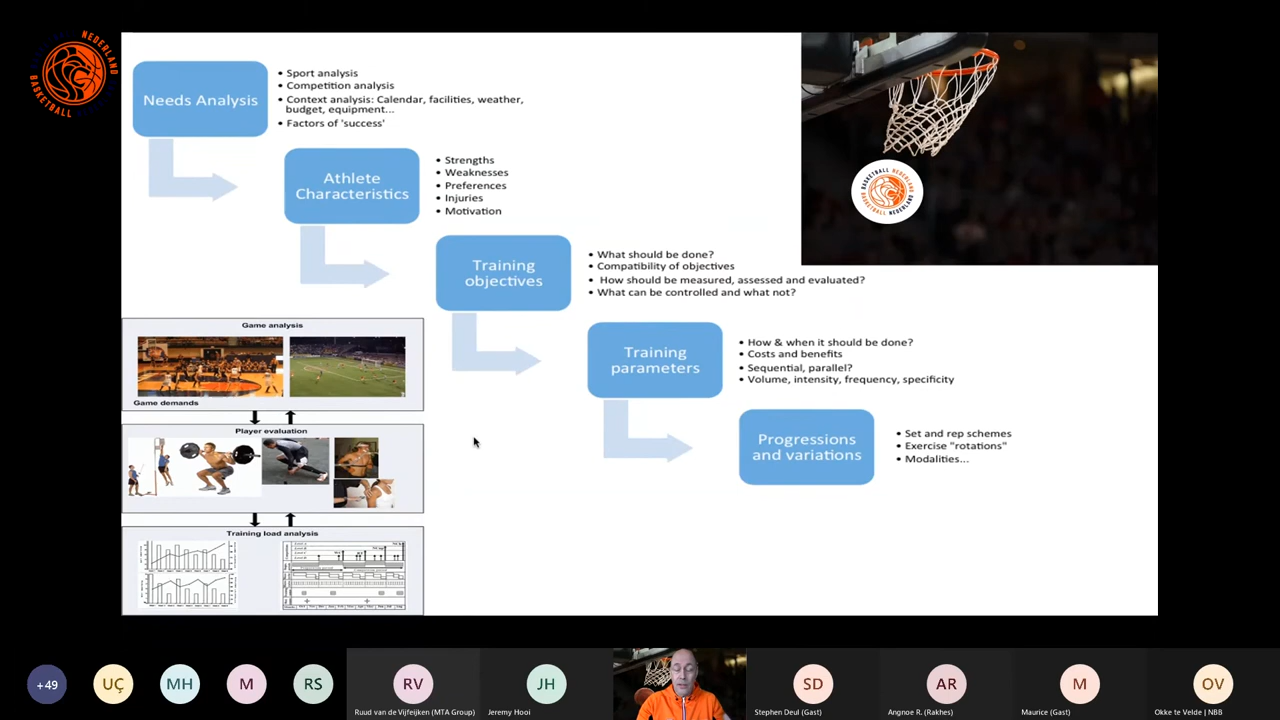 NEDERLAND
BASKETBALL
Needs Analysis
• Sport analysis
• Competition analysis
• Context analysis: Calendar, facilities, weather,
budget, equipment...
• Factors of 'success'
BASKETBALL NEDERLAND
BASKETBALL NEDERLAND
Athlete
Characteristics
• Strengths
• Weaknesses
• Preferences
• Injuries
• Motivation
Training
objectives
• What should be done?
• Compatibility of objectives
• How should be measured, assessed and evaluated?
• What can be controlled and what not?
Training
parameters
• How & when it should be done?
• Costs and benefits
• Sequential, parallel?
• Volume, intensity, frequency, specificity
Progressions
and variations
• Set and rep schemes
• Exercise "rotations"
• Modalities...
Game analysis
Game demands
Player evaluation
Training load analysis
+49
UÇ
MH
M
RS
RV
JH
SD
AR
M
OV
Ruud van de Vijfeijken (MTA Group)
Jeremy Hooi
Stephen Deul (Gast)
Angnoe R. (Rakhes)
Maurice (Gast)
Okke te Velde | NBB